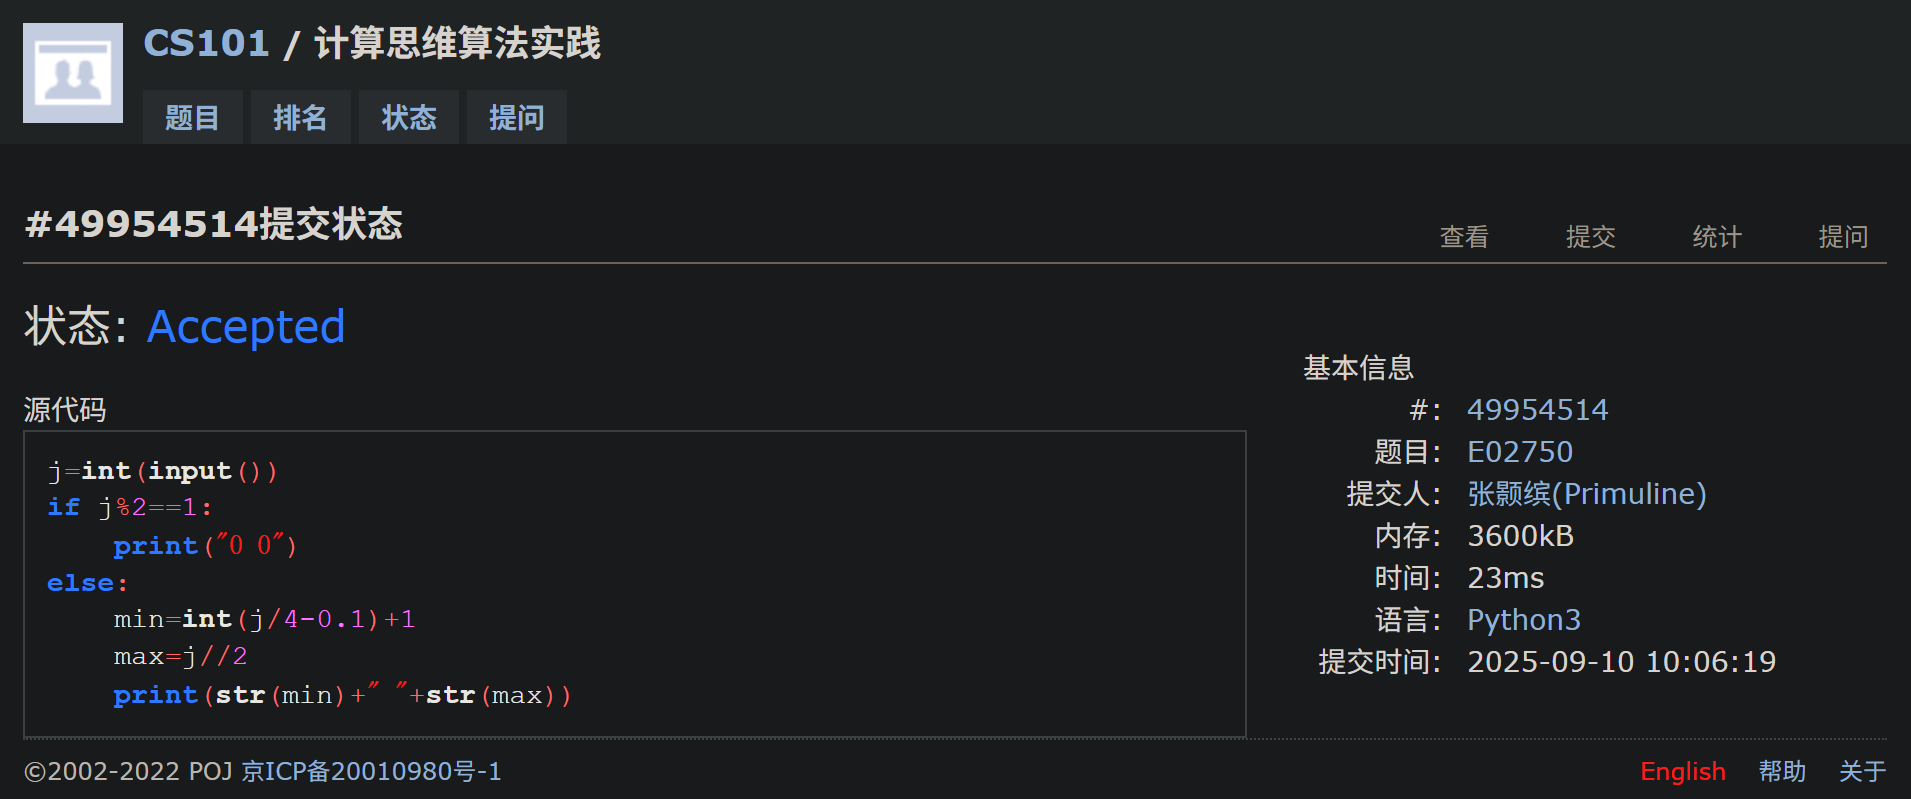 CS101 / 计算思维算法实践
题目 排名 状态 提问
#49954514提交状态
查看 提交 统计 提问
状态: Accepted
源代码
j=int(input())
if j%2==1:
    print("0 0")
else:
    min=int(j/4-0.1)+1
    max=j//2
    print(str(min)+" "+str(max))
基本信息
#: 49954514
题目: E02750
提交人: 张颢缤(Primuline)
内存: 3600kB
时间: 23ms
语言: Python3
提交时间: 2025-09-10 10:06:19
©2002-2022 POJ 京ICP备20010980号-1
English 帮助 关于